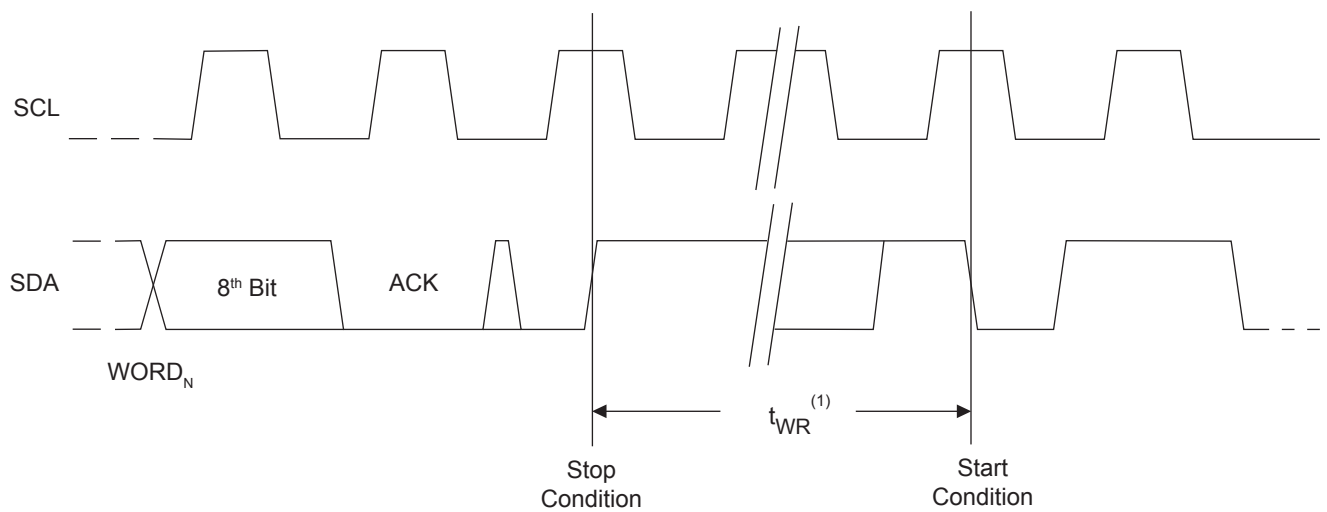 SCL
SDA
8th Bit
ACK
WORDN
tWR(1)
Stop
Condition
Start
Condition